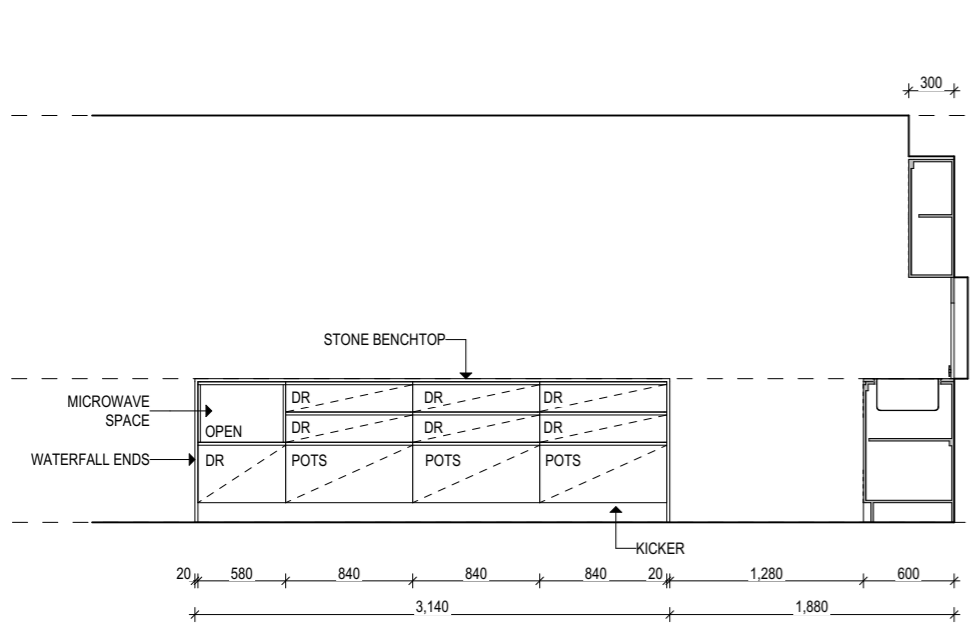 300
STONE BENCHTOP
MICROWAVE
SPACE
DR DR DR
OPEN
DR DR DR
WATERFALL ENDS
DR POTS POTS POTS
KICKER
20 580 840 840 840 20 1,280 600
3,140 1,880